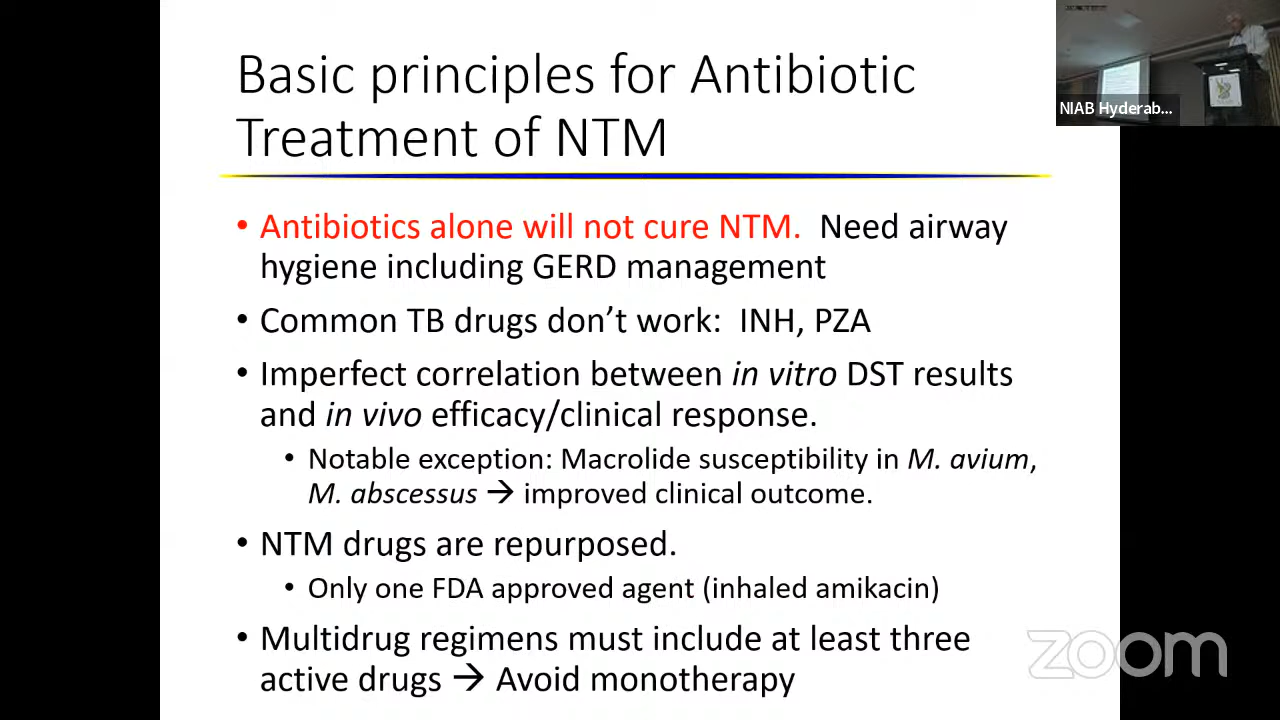 Basic principles for Antibiotic
Treatment of NTM
NIAB Hyderab...
• Antibiotics alone will not cure NTM. Need airway
hygiene including GERD management
• Common TB drugs don’t work: INH, PZA
• Imperfect correlation between in vitro DST results
and in vivo efficacy/clinical response.
• Notable exception: Macrolide susceptibility in M. avium,
M. abscessus → improved clinical outcome.
• NTM drugs are repurposed.
• Only one FDA approved agent (inhaled amikacin)
• Multidrug regimens must include at least three
active drugs → Avoid monotherapy
zoom